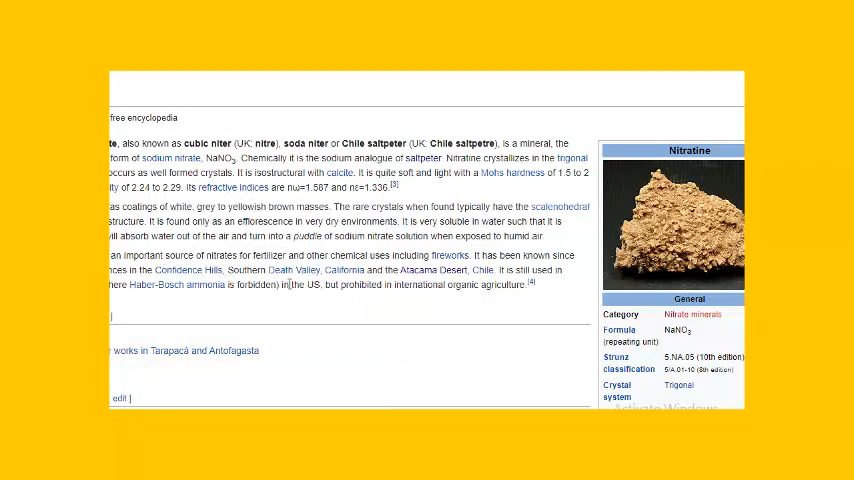 free encyclopedia
te, also known as cubic niter (UK: nitre), soda niter or Chile saltpeter (UK: Chile saltpetre), is a mineral, the
form of sodium nitrate, NaNO3. Chemically it is the sodium analogue of saltpeter. Nitratine crystallizes in the trigonal
occurs as well formed crystals. It is isostructural with calcite. It is quite soft and light with a Mohs hardness of 1.5 to 2
ity of 2.24 to 2.29. Its refractive indices are nω=1.587 and nε=1.336.[3]
as coatings of white, grey to yellowish brown masses. The rare crystals when found typically have the scalenohedral
structure. It is found only as an efflorescence in very dry environments. It is very soluble in water such that it is
ill absorb water out of the air and turn into a puddle of sodium nitrate solution when exposed to humid air.
an important source of nitrates for fertilizer and other chemical uses including fireworks. It has been known since
nces in the Confidence Hills, Southern Death Valley, California and the Atacama Desert, Chile. It is still used in
here Haber-Bosch ammonia is forbidden) in the US, but prohibited in international organic agriculture.[4]
]
r works in Tarapacá and Antofagasta
edit ]
Nitratine
General
Category Nitrate minerals
Formula NaNO3
(repeating unit)
Strunz 5.NA.05 (10th edition)
classification 5/A.01-10 (8th edition)
Crystal Trigonal
system
Activate Windows